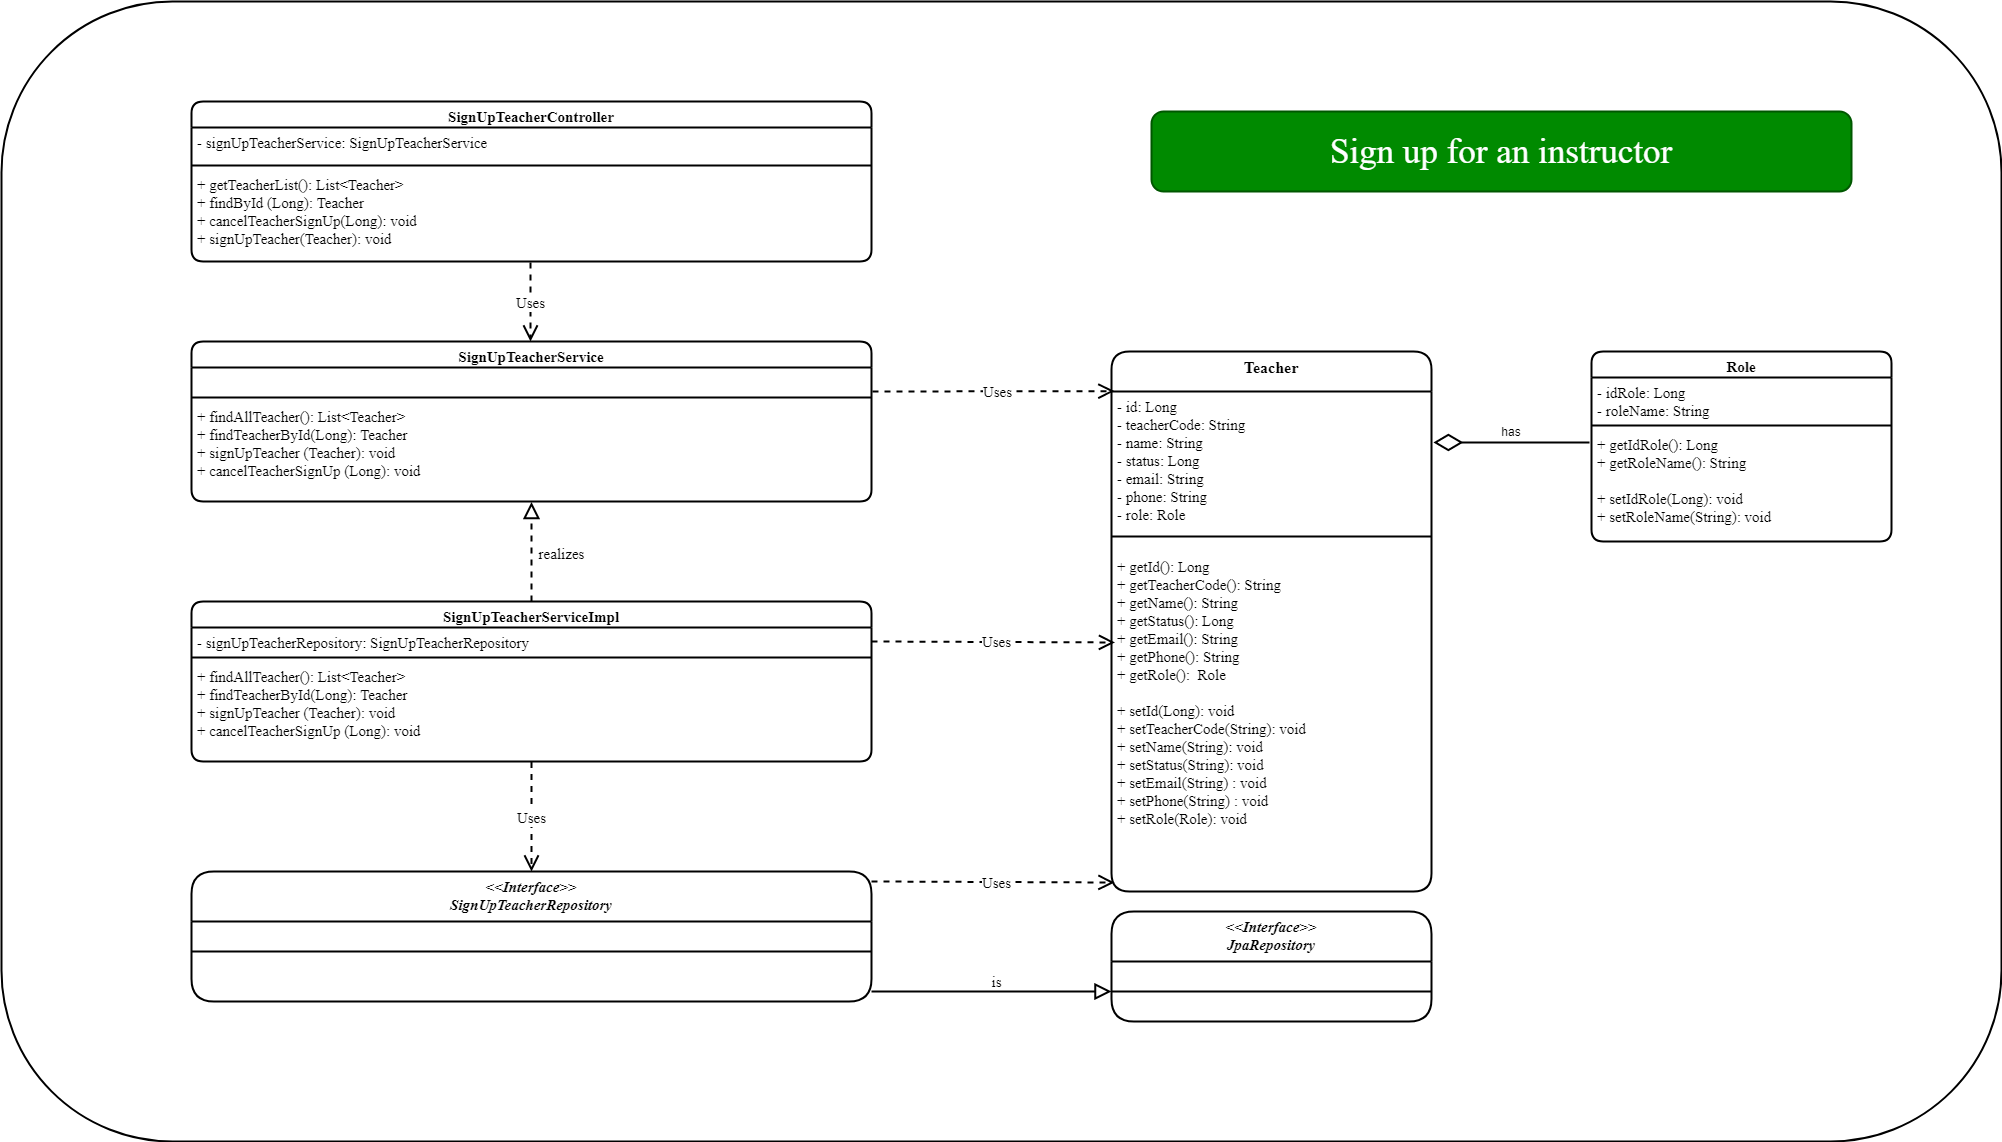 SignUpTeacherController
- signUpTeacherService: SignUpTeacherService
+ getTeacherList(): List<Teacher>
+ findById (Long): Teacher
+ cancelTeacherSignUp(Long): void
+ signUpTeacher(Teacher): void
Sign up for an instructor
Uses
SignUpTeacherService
+ findAllTeacher(): List<Teacher>
+ findTeacherById(Long): Teacher
+ signUpTeacher (Teacher): void
+ cancelTeacherSignUp (Long): void
Uses
Teacher
- id: Long
- teacherCode: String
- name: String
- status: Long
- email: String
- phone: String
- role: Role
+ getId(): Long
+ getTeacherCode(): String
+ getName(): String
+ getStatus(): Long
+ getEmail(): String
+ getPhone(): String
+ getRole():  Role
+ setId(Long): void
+ setTeacherCode(String): void
+ setName(String): void
+ setStatus(String): void
+ setEmail(String) : void
+ setPhone(String) : void
+ setRole(Role): void
has
Role
- idRole: Long
- roleName: String
+ getIdRole(): Long
+ getRoleName(): String
+ setIdRole(Long): void
+ setRoleName(String): void
realizes
SignUpTeacherServiceImpl
- signUpTeacherRepository: SignUpTeacherRepository
+ findAllTeacher(): List<Teacher>
+ findTeacherById(Long): Teacher
+ signUpTeacher (Teacher): void
+ cancelTeacherSignUp (Long): void
Uses
Uses
<<Interface>>
SignUpTeacherRepository
Uses
is
<<Interface>>
JpaRepository